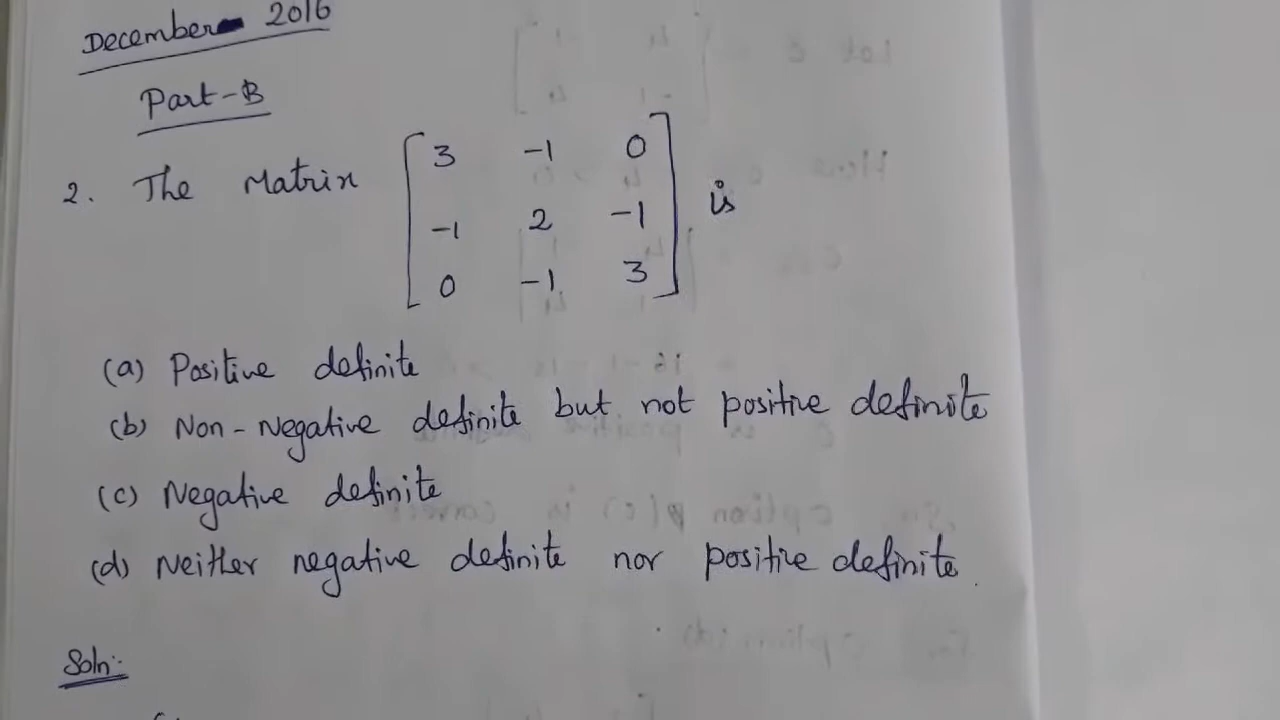 December 2016
Part-B
2. The Matrix [ 3 -1 0 ] is
-1 2 -1
0 -1 3
(a) Positive definite
(b) Non-negative definite but not positive definite
(c) Negative definite
(d) Neither negative definite nor positive definite.
Soln:-